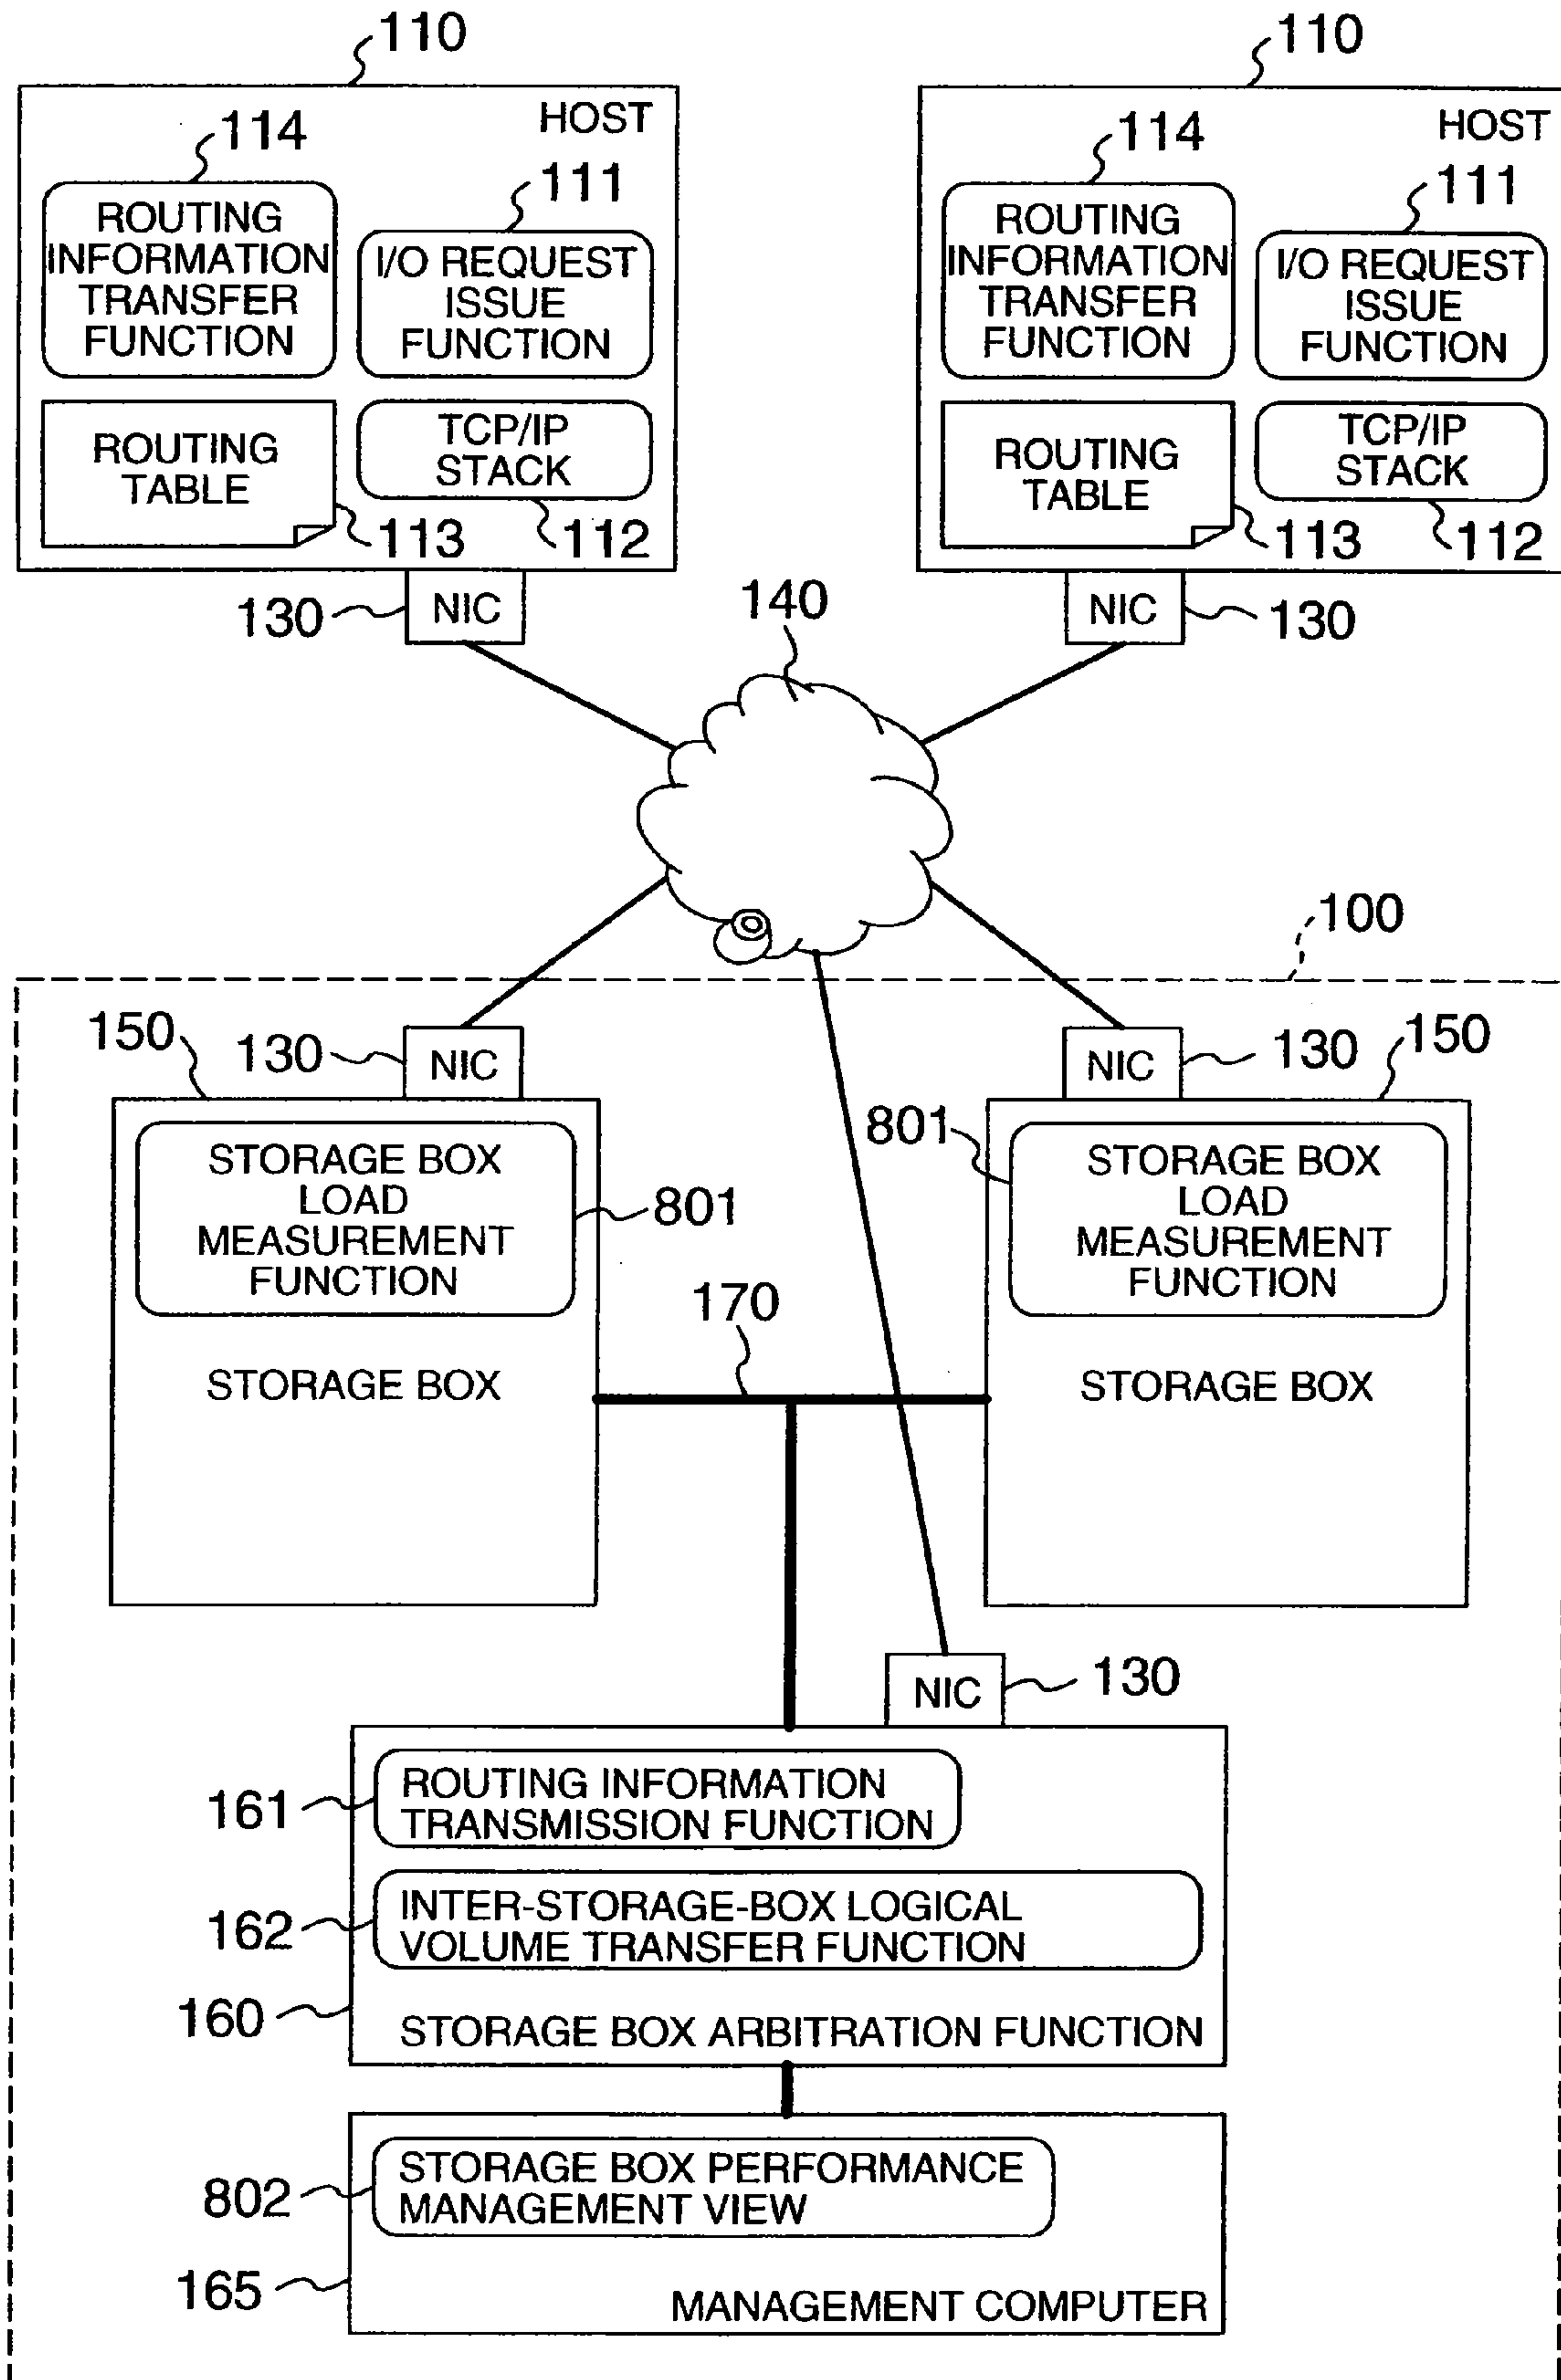 110
110
HOST
HOST
114
114
111
111
ROUTING
INFORMATION
TRANSFER
FUNCTION
I/O REQUEST
ISSUE
FUNCTION
ROUTING
INFORMATION
TRANSFER
FUNCTION
I/O REQUEST
ISSUE
FUNCTION
ROUTING
TABLE
TCP/IP
STACK
ROUTING
TABLE
TCP/IP
STACK
113
112
113
112
130
NIC
140
NIC
130
100
150
130
NIC
NIC
130
150
STORAGE BOX
LOAD
MEASUREMENT
FUNCTION
801
801
STORAGE BOX
LOAD
MEASUREMENT
FUNCTION
170
STORAGE BOX
STORAGE BOX
NIC
130
161
ROUTING INFORMATION
TRANSMISSION FUNCTION
162
INTER-STORAGE-BOX LOGICAL
VOLUME TRANSFER FUNCTION
160
STORAGE BOX ARBITRATION FUNCTION
802
STORAGE BOX PERFORMANCE
MANAGEMENT VIEW
165
MANAGEMENT COMPUTER